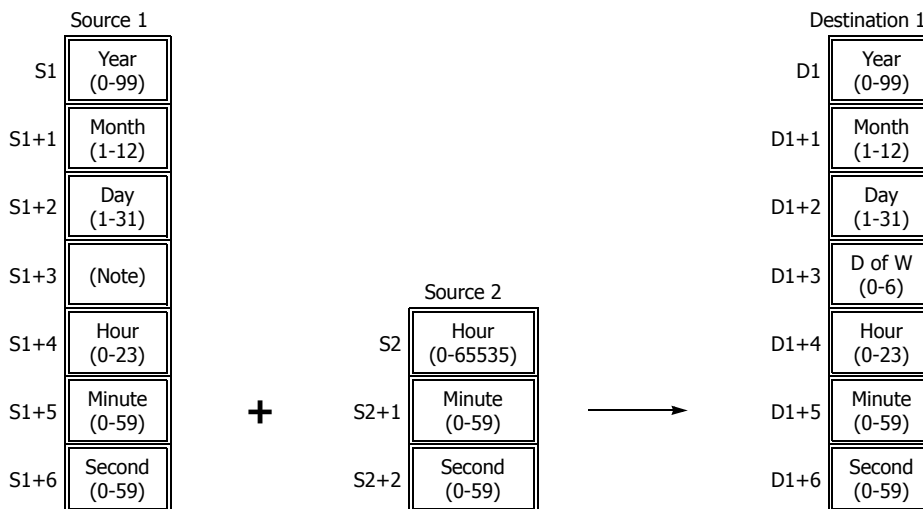 Source 1
S1
Year
(0-99)
S1+1
Month
(1-12)
S1+2
Day
(1-31)
S1+3
(Note)
S1+4
Hour
(0-23)
S1+5
Minute
(0-59)
S1+6
Second
(0-59)
+
Source 2
S2
Hour
(0-65535)
S2+1
Minute
(0-59)
S2+2
Second
(0-59)
Destination 1
D1
Year
(0-99)
D1+1
Month
(1-12)
D1+2
Day
(1-31)
D1+3
D of W
(0-6)
D1+4
Hour
(0-23)
D1+5
Minute
(0-59)
D1+6
Second
(0-59)